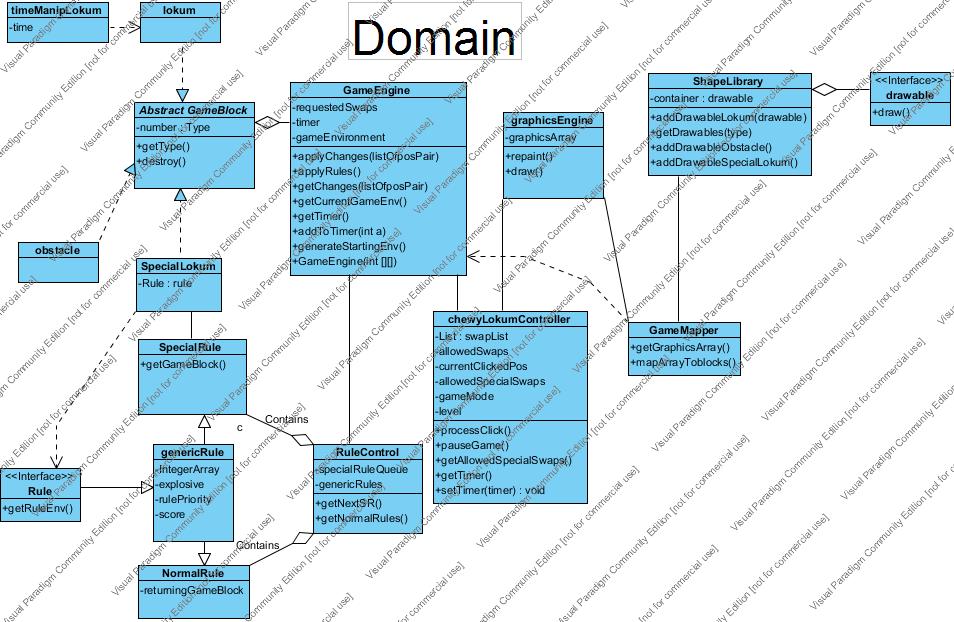 Domain
timeManipLokum
-time
lokum
Abstract GameBlock
-number : Type
+getType()
+destroy()
GameEngine
-requestedSwaps
-timer
-gameEnvironment
+applyChanges(listOfposPair)
+applyRules()
+getChanges(listOfposPair)
+getCurrentGameEnv()
+getTimer()
+addToTimer(int a)
+generateStartingEnv()
+GameEngine(int [][])
graphicsEngine
-graphicsArray
+repaint()
+draw()
ShapeLibrary
-container : drawable
+addDrawableLokum(drawable)
+getDrawables(type)
+addDrawableObstacle()
+addDrawableSpecialLokum()
<<Interface>>
drawable
+draw()
obstacle
SpecialLokum
-Rule : rule
SpecialRule
+getGameBlock()
chewyLokumController
-List : swapList
-allowedSwaps
-currentClickedPos
-allowedSpecialSwaps
-gameMode
-level
+processClick()
+pauseGame()
+getAllowedSpecialSwaps()
+getTimer()
+setTimer(timer) : void
GameMapper
+getGraphicsArray()
+mapArrayToblocks()
Contains
c
<<Interface>>
Rule
+getRuleEnv()
genericRule
-IntegerArray
-explosive
-rulePriority
-score
RuleControl
-specialRuleQueue
-genericRules
+getNextSR()
+getNormalRules()
Contains
NormalRule
-returningGameBlock
Visual Paradigm Community Edition [not for commercial use]